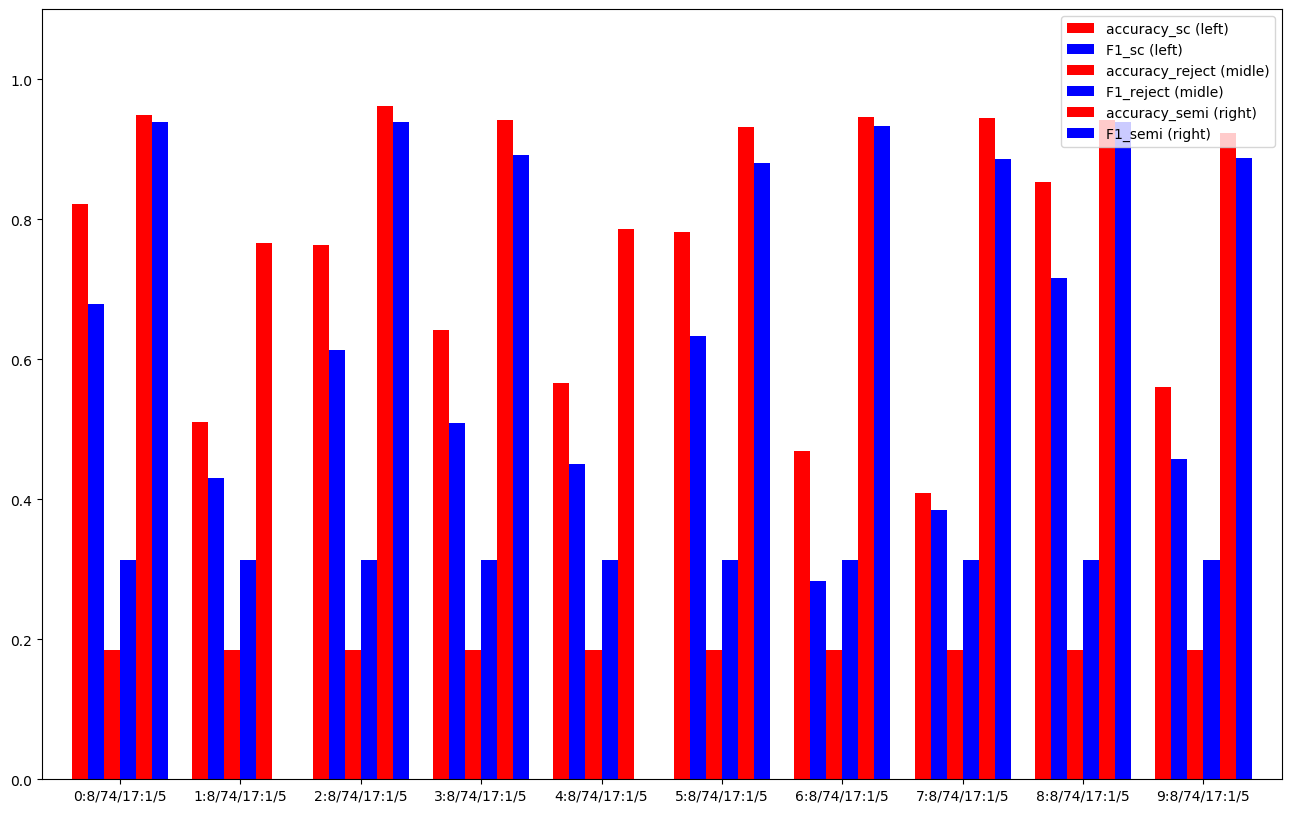 accuracy_sc (left)
F1_sc (left)
accuracy_reject (midle)
F1_reject (midle)
accuracy_semi (right)
F1_semi (right)
1.0
0.8
0.6
0.4
0.2
0.0
0:8/74/17:1/5 1:8/74/17:1/5 2:8/74/17:1/5 3:8/74/17:1/5 4:8/74/17:1/5 5:8/74/17:1/5 6:8/74/17:1/5 7:8/74/17:1/5 8:8/74/17:1/5 9:8/74/17:1/5